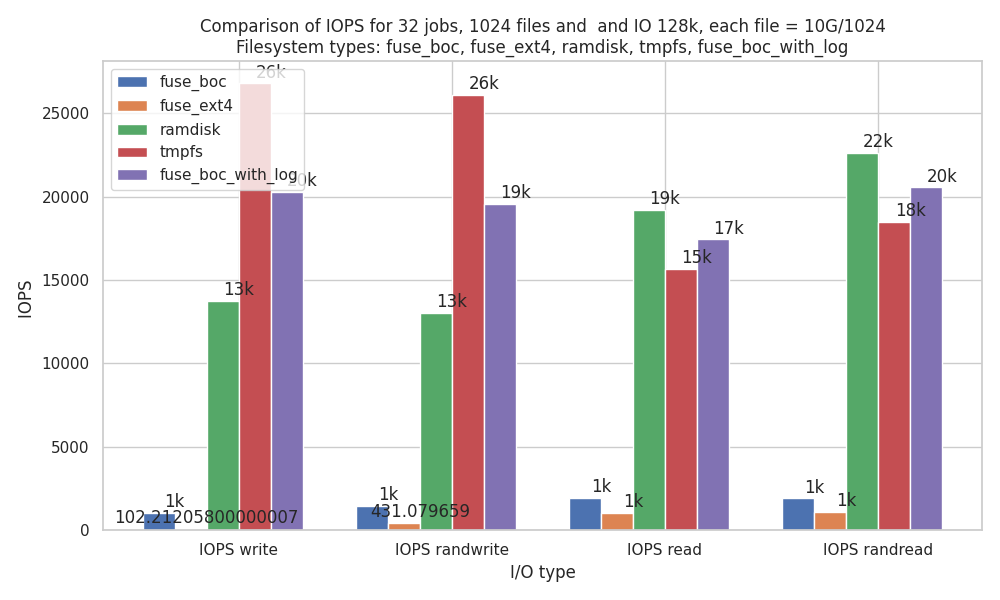 Comparison of IOPS for 32 jobs, 1024 files and  and IO 128k, each file = 10G/1024
Filesystem types: fuse_boc, fuse_ext4, ramdisk, tmpfs, fuse_boc_with_log
fuse_boc
fuse_ext4
ramdisk
tmpfs
fuse_boc_with_log
IOPS
25000
20000
15000
10000
5000
0
1k
102.21205800000007
13k
26k
20k
1k
431.079659
13k
26k
19k
1k
1k
19k
15k
17k
1k
1k
22k
18k
20k
IOPS write
IOPS randwrite
IOPS read
IOPS randread
I/O type